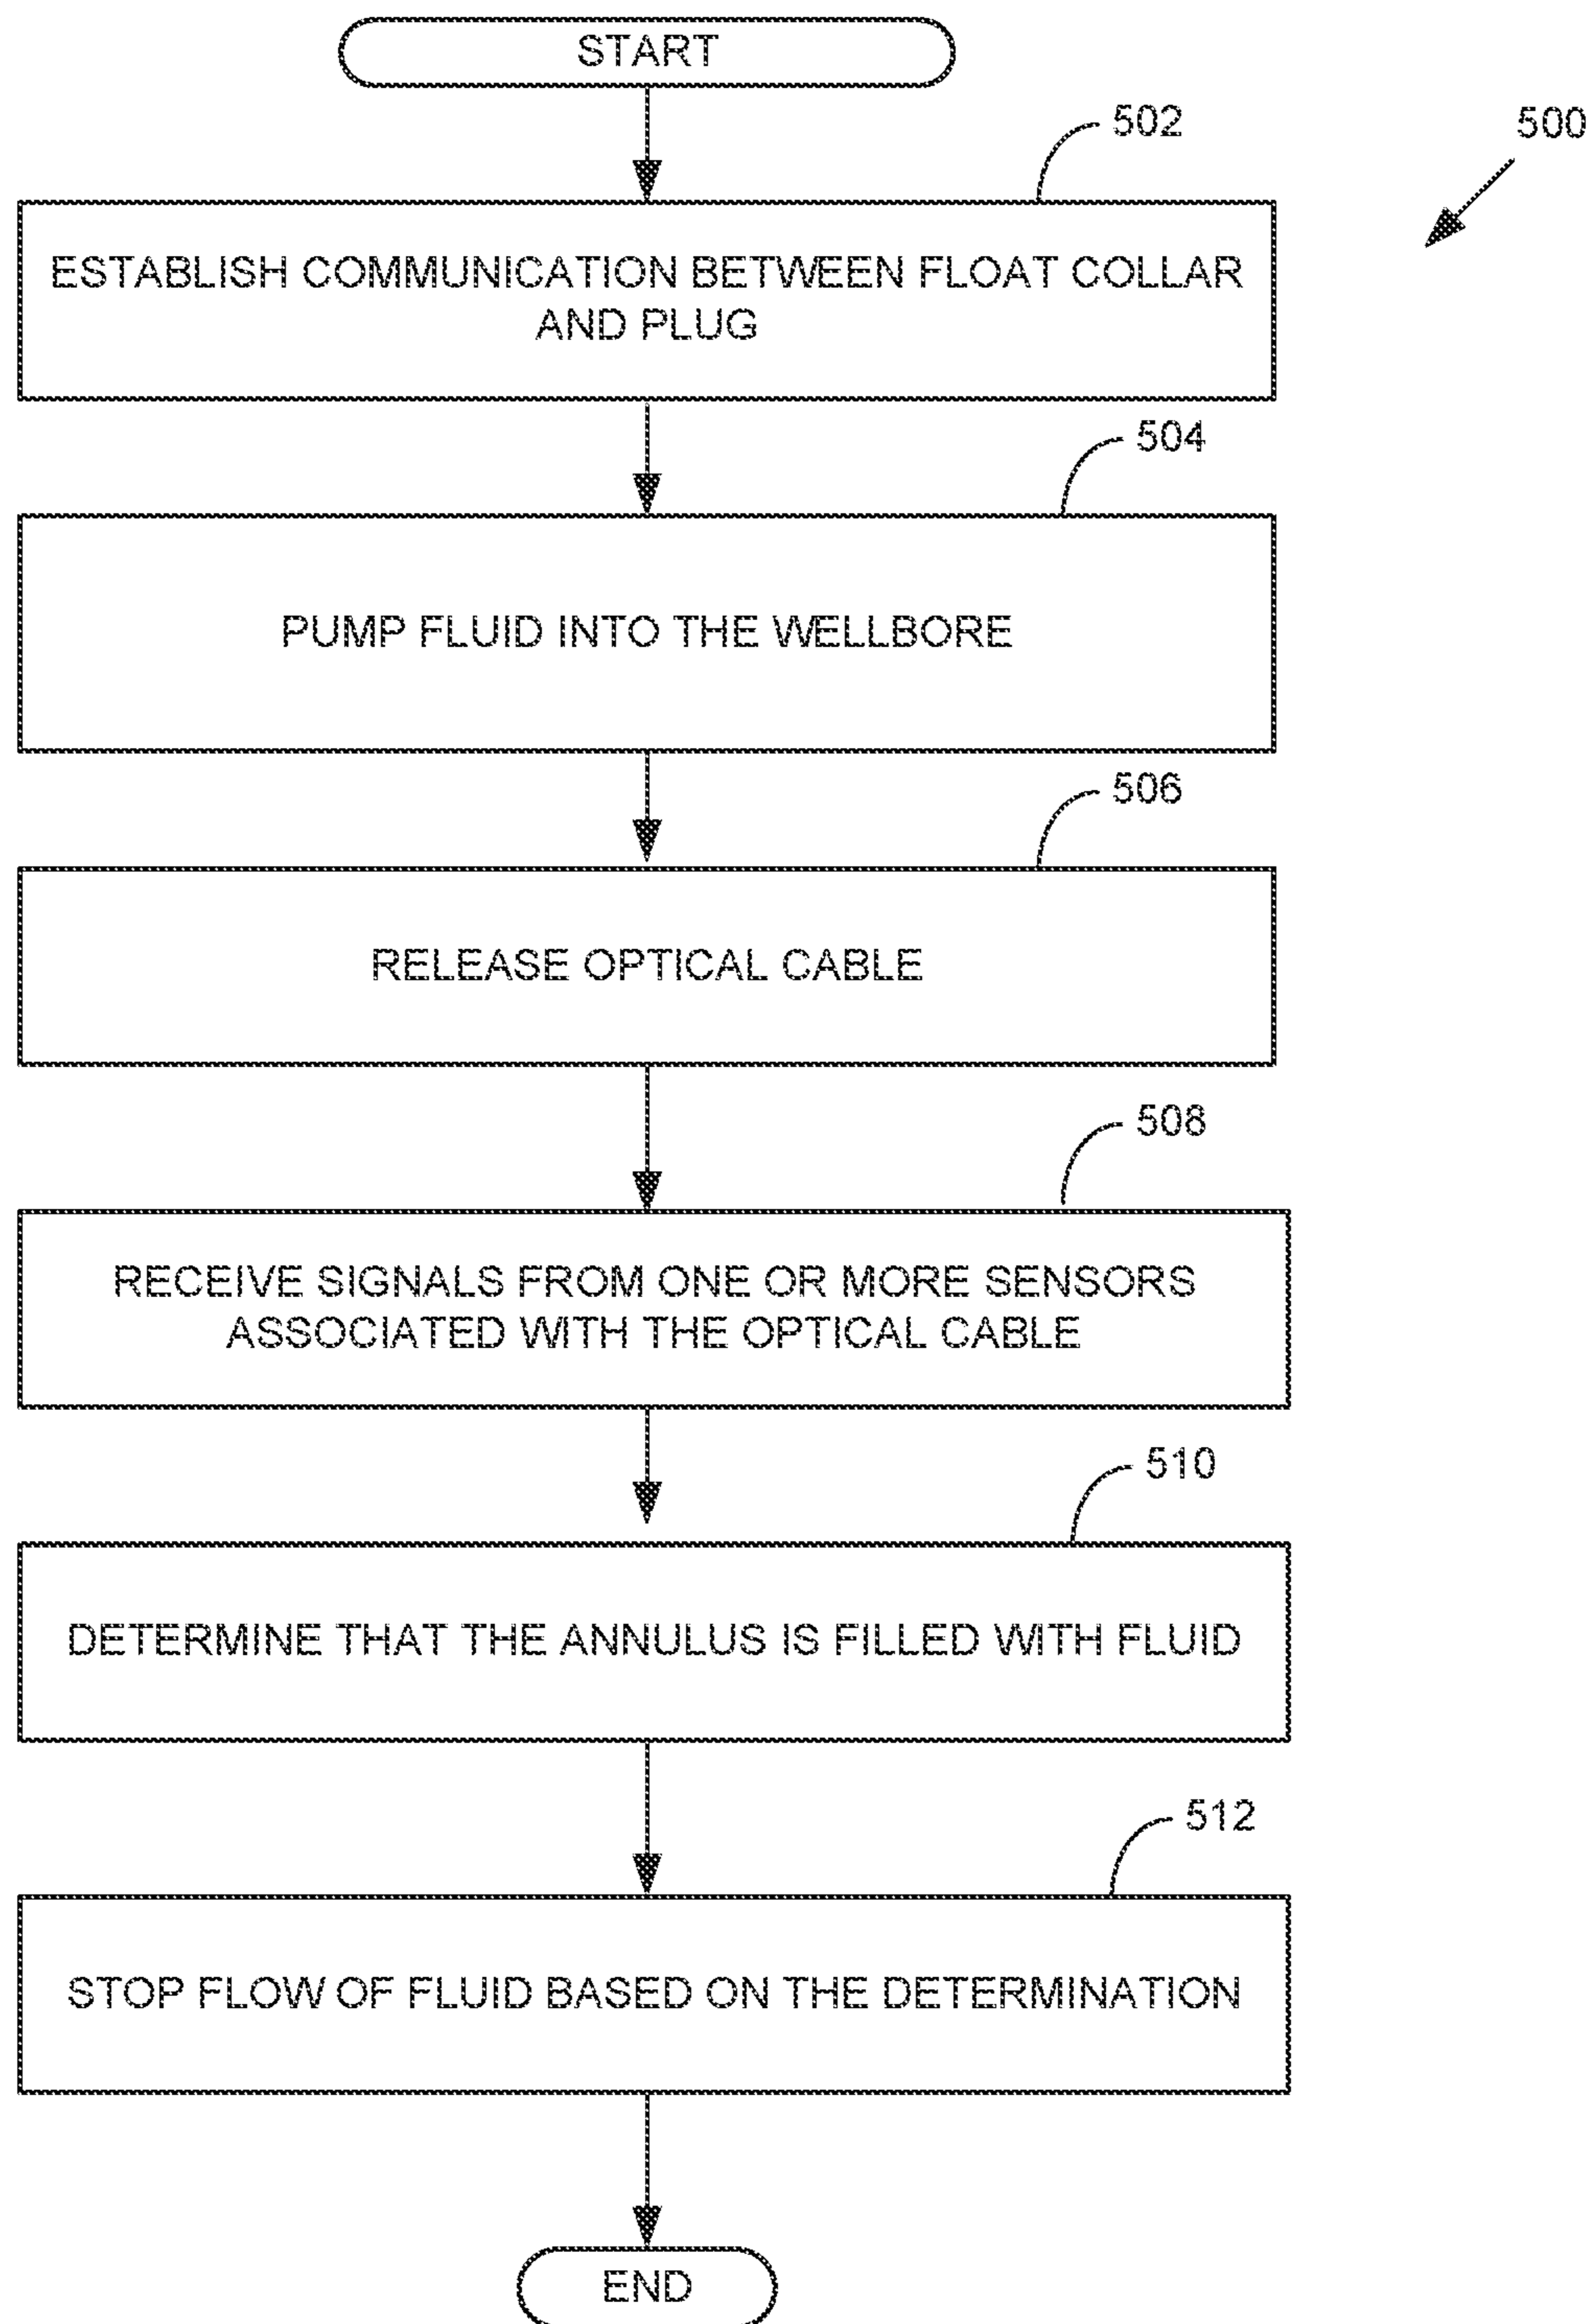 START
502
500
ESTABLISH COMMUNICATION BETWEEN FLOAT COLLAR
AND PLUG
504
PUMP FLUID INTO THE WELLBORE
506
RELEASE OPTICAL CABLE
508
RECEIVE SIGNALS FROM ONE OR MORE SENSORS
ASSOCIATED WITH THE OPTICAL CABLE
510
DETERMINE THAT THE ANNULUS IS FILLED WITH FLUID
512
STOP FLOW OF FLUID BASED ON THE DETERMINATION
END